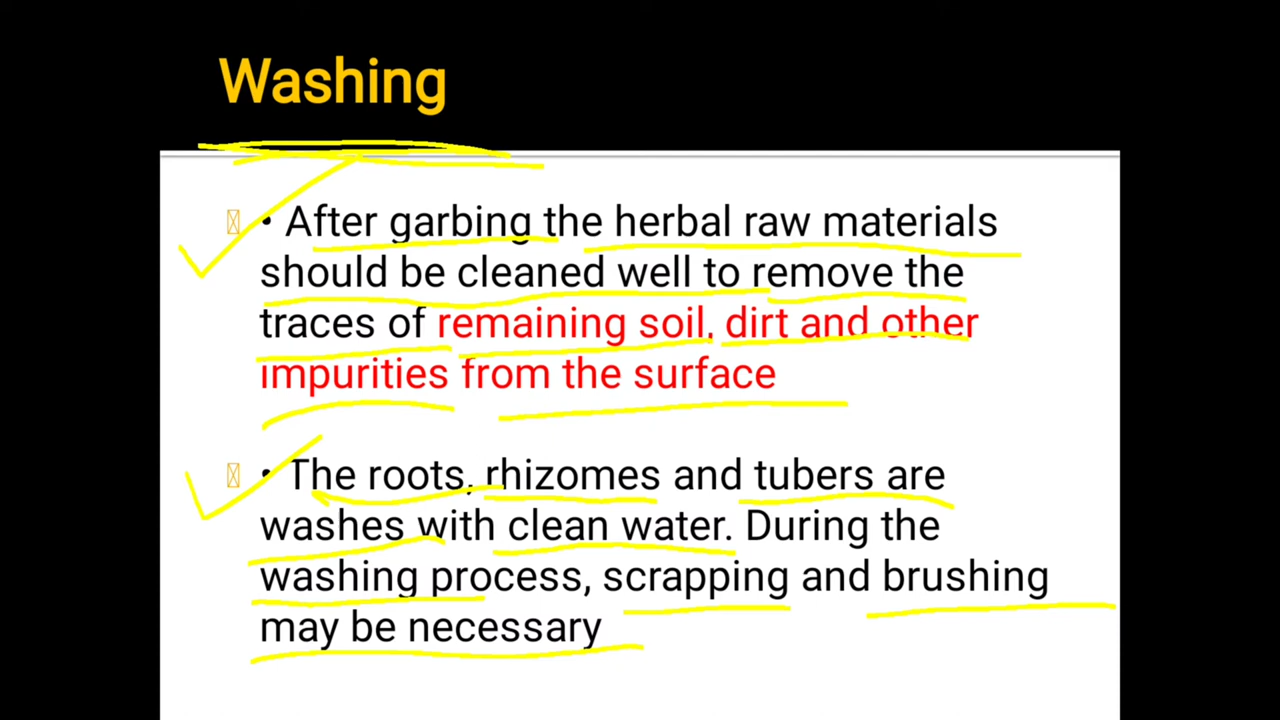 Washing
• After garbing the herbal raw materials
should be cleaned well to remove the
traces of remaining soil, dirt and other
impurities from the surface
• The roots, rhizomes and tubers are
washes with clean water. During the
washing process, scrapping and brushing
may be necessary